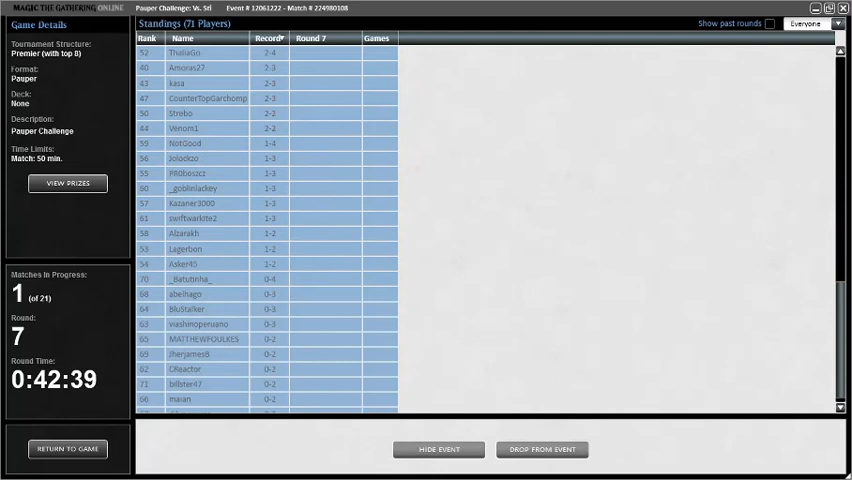 MAGIC THE GATHERING ONLINE Pauper Challenge: Vs. Srl Event # 12061222 - Match # 224980108
Game Details
Tournament Structure:
Premier (with top 8)
Format:
Pauper
Deck:
None
Description:
Pauper Challenge
Time Limits:
Match: 50 min.
VIEW PRIZES
Matches In Progress:
1 (of 21)
Round:
7
Round Time:
0:42:39
RETURN TO GAME
Standings (71 Players) Show past rounds Everyone
Rank Name Record Round 7 Games
52 ThaliaGo 2-4
40 Amoras27 2-3
43 kasa 2-3
47 CounterTopGarchomp 2-3
50 Strebo 2-2
44 Venom1 2-2
59 NotGood 1-4
56 Jolockzo 1-3
55 PR0boszcz 1-3
60 _goblinlackey 1-3
57 Kazaner3000 1-3
61 swiftwarkite2 1-3
58 Alzarakh 1-2
53 Lagerbon 1-2
54 Asker45 1-2
70 _Batutinha_ 0-4
68 abelhago 0-3
64 BluStalker 0-3
63 washinoperuano 0-3
65 MATTHEWFOULKES 0-2
69 JherjamesB 0-2
62 CReactor 0-2
71 billster47 0-2
66 maian 0-2
HIDE EVENT DROP FROM EVENT